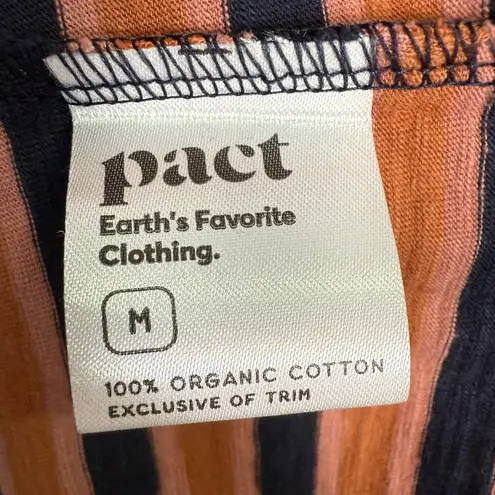 pact
Earth's Favorite
Clothing.
M
100% ORGANIC COTTON
EXCLUSIVE OF TRIM